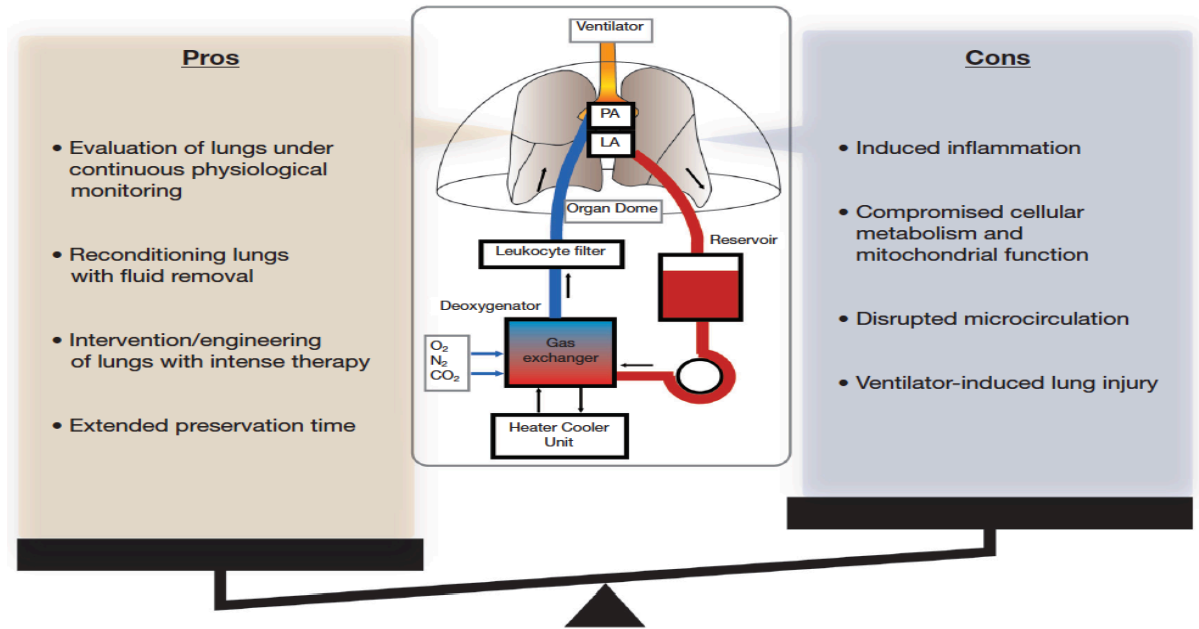 Pros
• Evaluation of lungs under
continuous physiological
monitoring
• Reconditioning lungs
with fluid removal
• Intervention/engineering
of lungs with intense therapy
• Extended preservation time
Ventilator
PA
LA
Organ Dome
Leukocyte filter
Reservoir
Deoxygenator
O₂
N₂
CO₂
Gas
exchanger
Heater Cooler
Unit
Cons
• Induced inflammation
• Compromised cellular
metabolism and
mitochondrial function
• Disrupted microcirculation
• Ventilator-induced lung injury